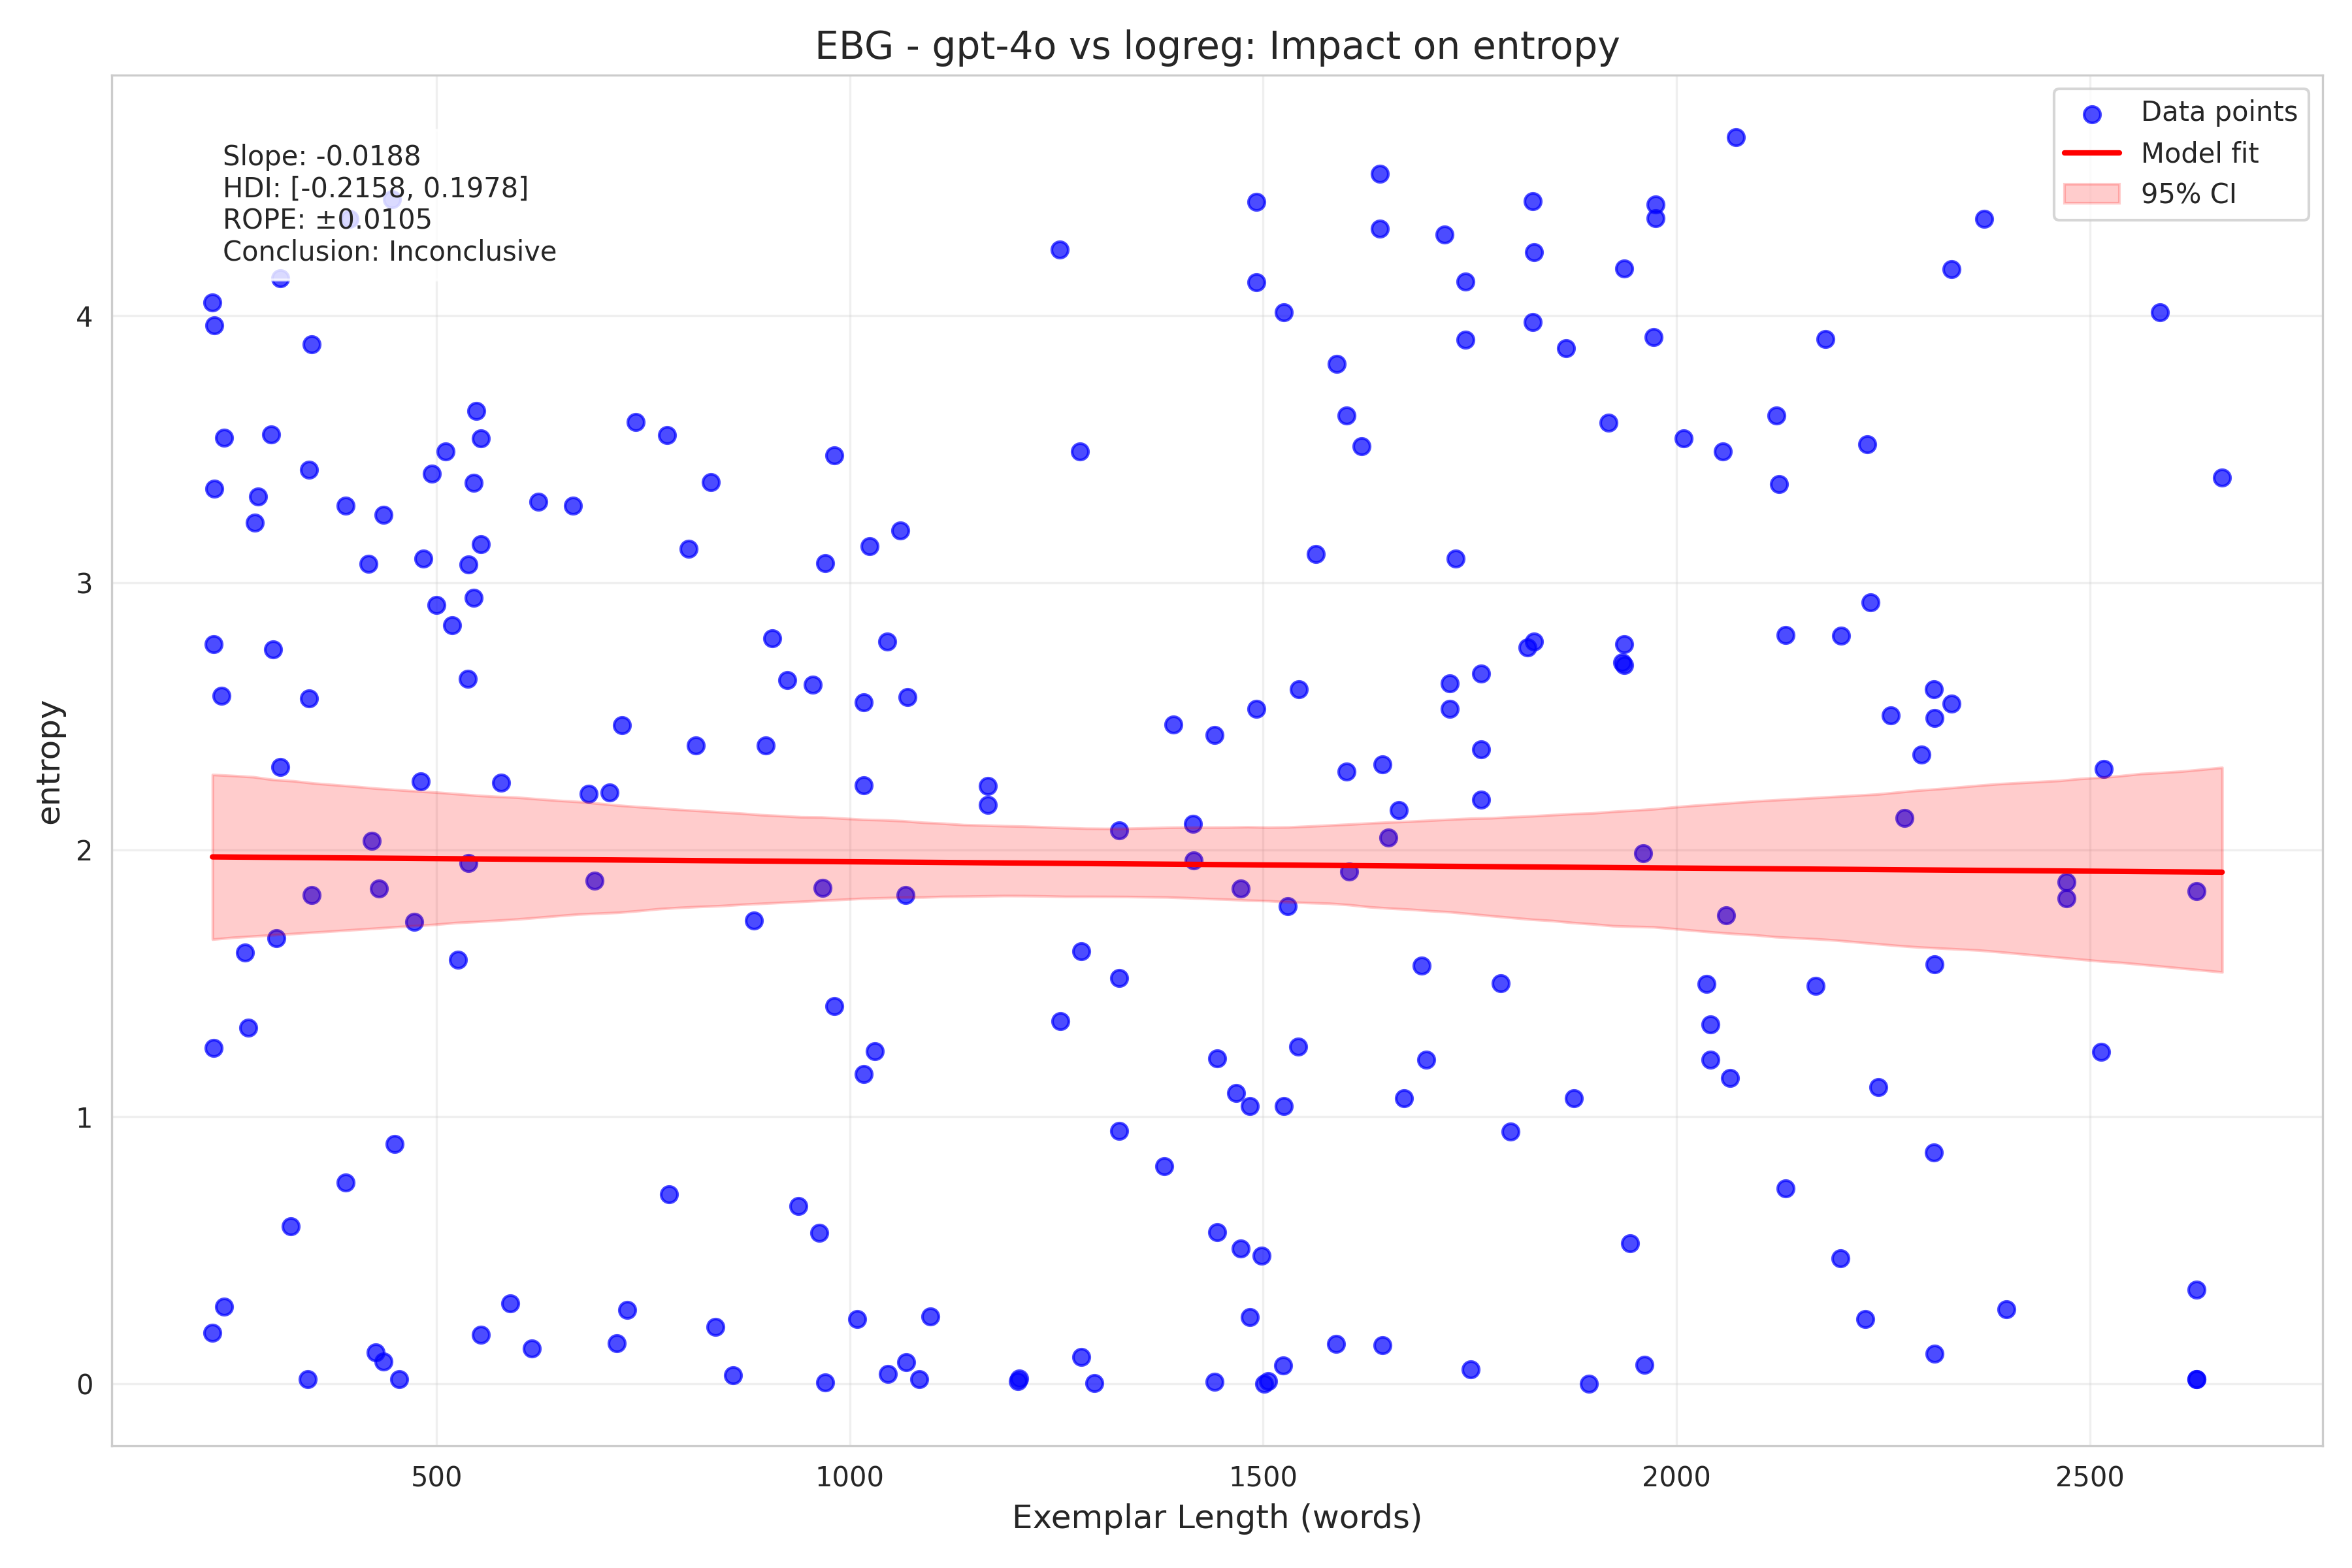 EBG - gpt-4o vs logreg: Impact on entropy
Slope: -0.0188
HDI: [-0.2158, 0.1978]
ROPE: ±0.0105
Conclusion: Inconclusive
Data points
Model fit
95% CI
entropy
4
3
2
1
0
500
1000
1500
2000
2500
Exemplar Length (words)